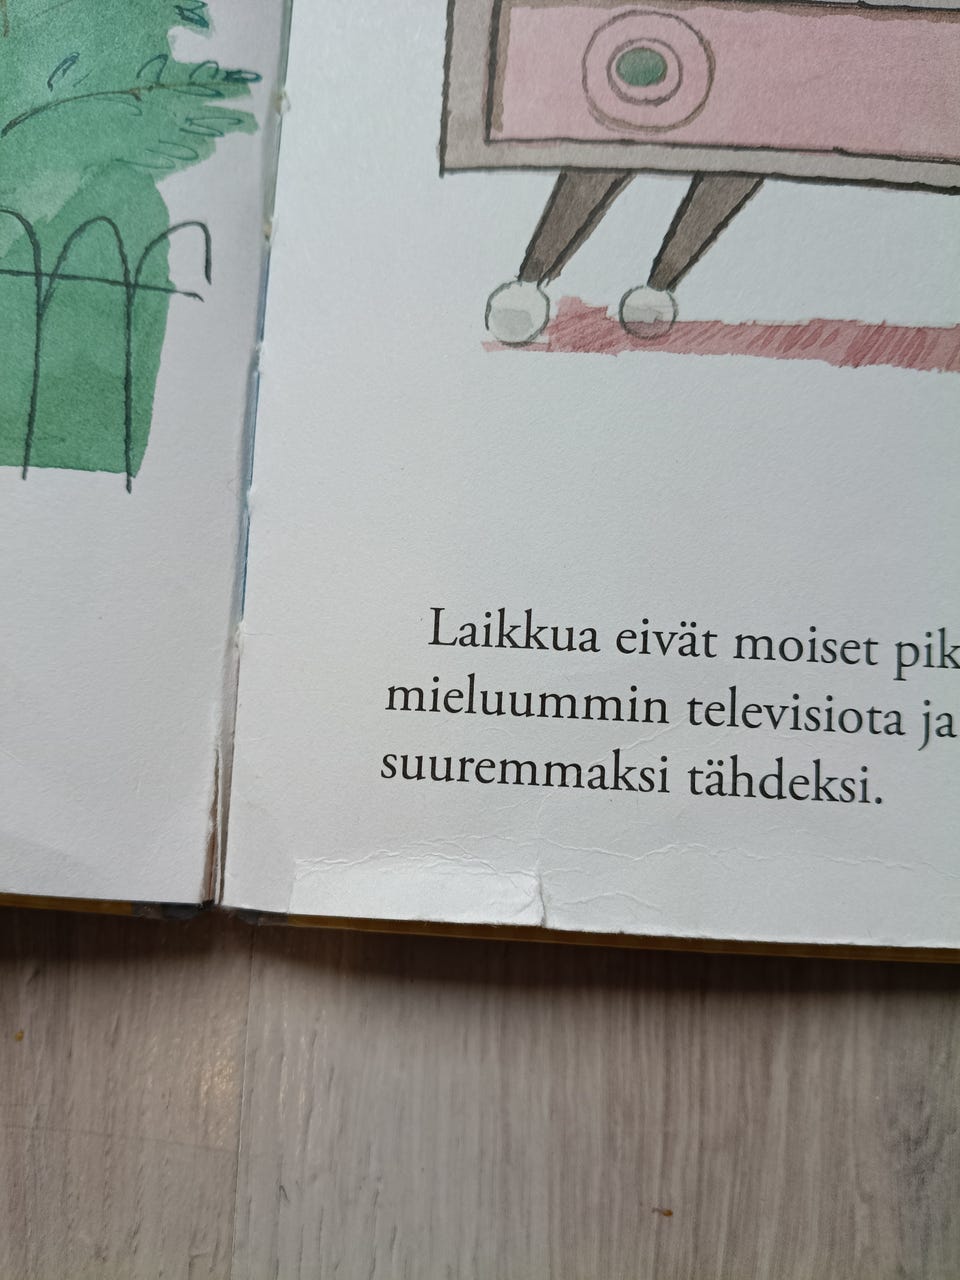 Laikkua eivät moiset pik
mieluummin televisiota ja
suuremmaksi tähdeksi.